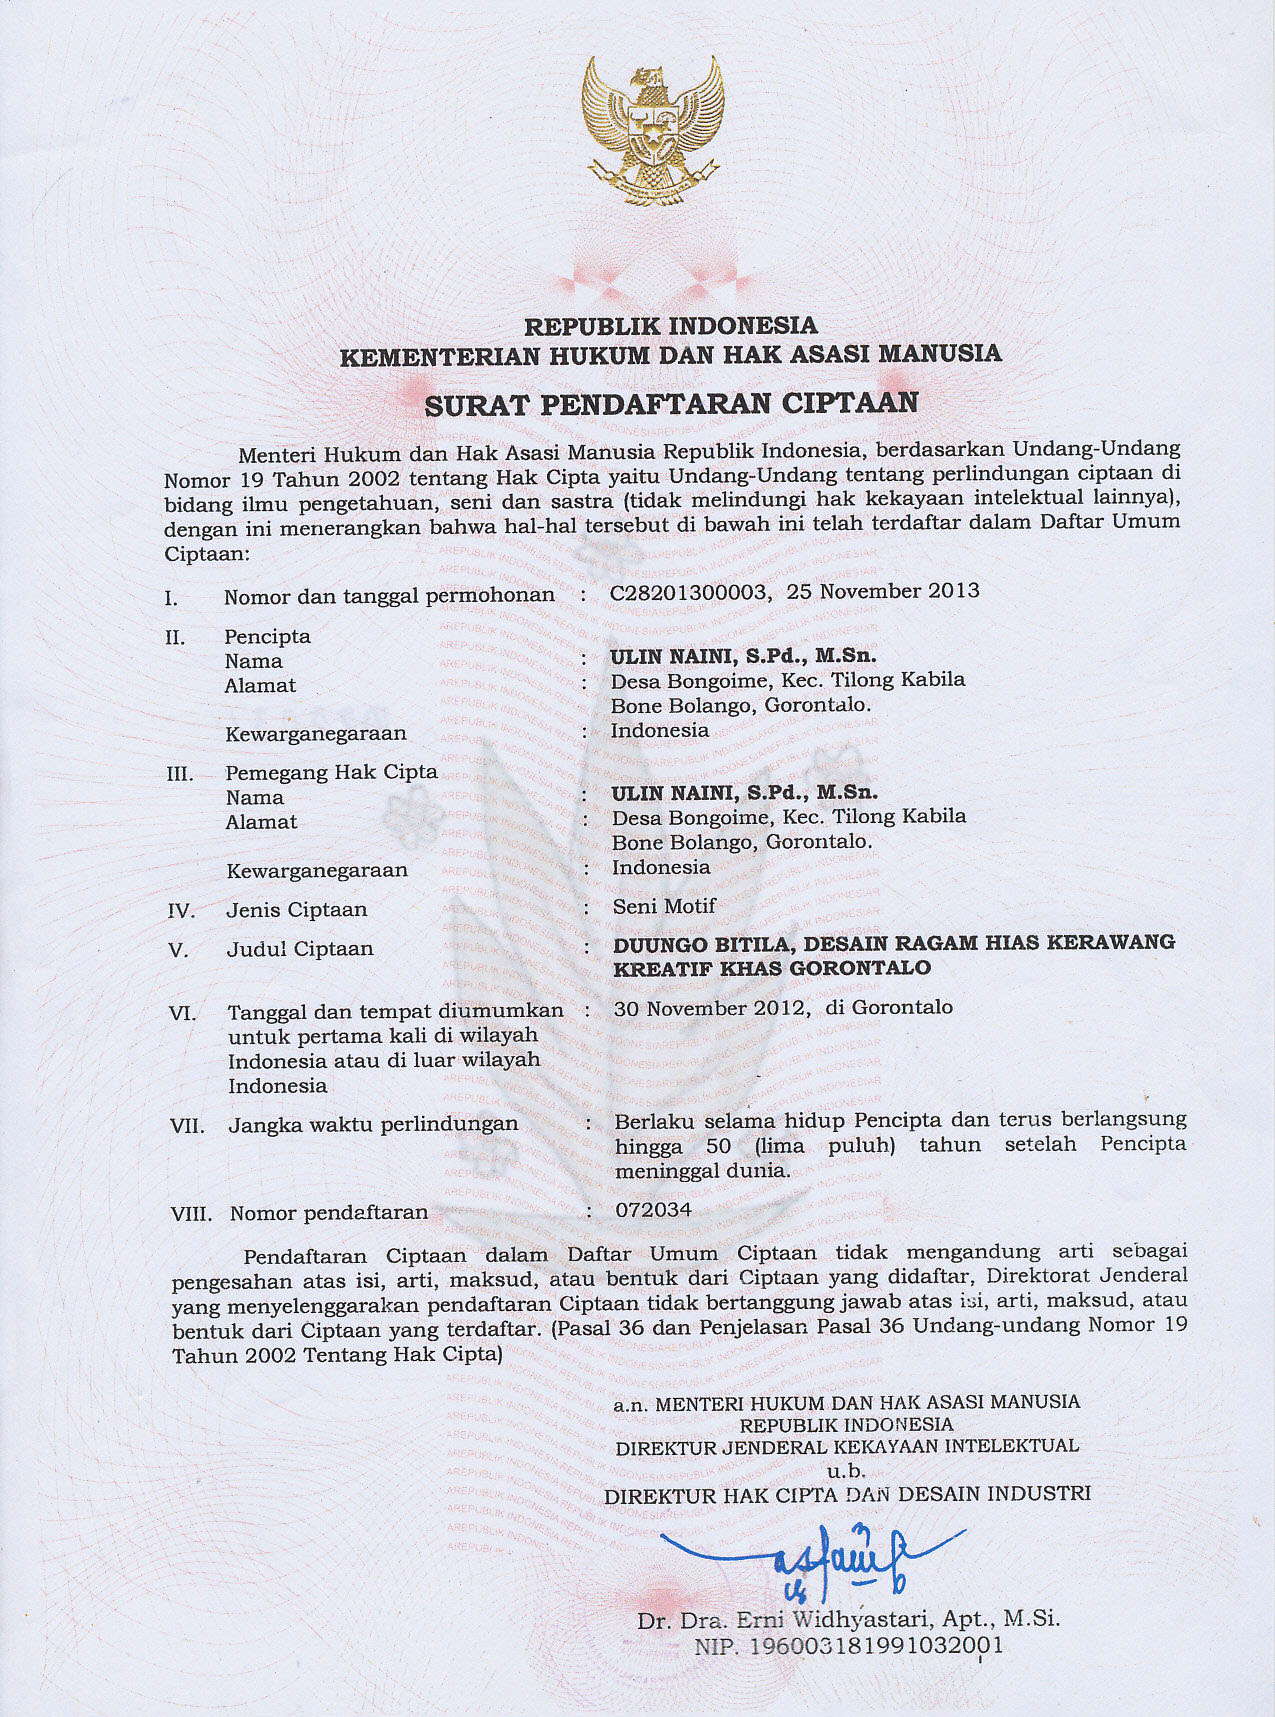 REPUBLIK INDONESIA
KEMENTERIAN HUKUM DAN HAK ASASI MANUSIA
SURAT PENDAFTARAN CIPTAAN
Menteri Hukum dan Hak Asasi Manusia Republik Indonesia, berdasarkan Undang-Undang
Nomor 19 Tahun 2002 tentang Hak Cipta yaitu Undang-Undang tentang perlindungan ciptaan di
bidang ilmu pengetahuan, seni dan sastra (tidak melindungi hak kekayaan intelektual lainnya),
dengan ini menerangkan bahwa hal-hal tersebut di bawah ini telah terdaftar dalam Daftar Umum
Ciptaan:
I. Nomor dan tanggal permohonan : C28201300003, 25 November 2013
II. Pencipta
Nama : ULIN NAINI, S.Pd., M.Sn.
Alamat : Desa Bongoime, Kec. Tilong Kabila
Bone Bolango, Gorontalo.
Kewarganegaraan : Indonesia
III. Pemegang Hak Cipta
Nama : ULIN NAINI, S.Pd., M.Sn.
Alamat : Desa Bongoime, Kec. Tilong Kabila
Bone Bolango, Gorontalo.
Kewarganegaraan : Indonesia
IV. Jenis Ciptaan : Seni Motif
V. Judul Ciptaan : DUUNGO BITILA, DESAIN RAGAM HIAS KERAWANG
KREATIF KHAS GORONTALO
VI. Tanggal dan tempat diumumkan : 30 November 2012, di Gorontalo
untuk pertama kali di wilayah
Indonesia atau di luar wilayah
Indonesia
VII. Jangka waktu perlindungan : Berlaku selama hidup Pencipta dan terus berlangsung
hingga 50 (lima puluh) tahun setelah Pencipta
meninggal dunia.
VIII. Nomor pendaftaran : 072034
Pendaftaran Ciptaan dalam Daftar Umum Ciptaan tidak mengandung arti sebagai
pengesahan atas isi, arti, maksud, atau bentuk dari Ciptaan yang didaftar, Direktorat Jenderal
yang menyelenggarakan pendaftaran Ciptaan tidak bertanggung jawab atas isi, arti, maksud, atau
bentuk dari Ciptaan yang terdaftar. (Pasal 36 dan Penjelasan Pasal 36 Undang-undang Nomor 19
Tahun 2002 Tentang Hak Cipta)
a.n. MENTERI HUKUM DAN HAK ASASI MANUSIA
REPUBLIK INDONESIA
DIREKTUR JENDERAL KEKAYAAN INTELEKTUAL
u.b.
DIREKTUR HAK CIPTA DAN DESAIN INDUSTRI
Dr. Dra. Erni Widhyastari, Apt., M.Si.
NIP. 196003181991032001